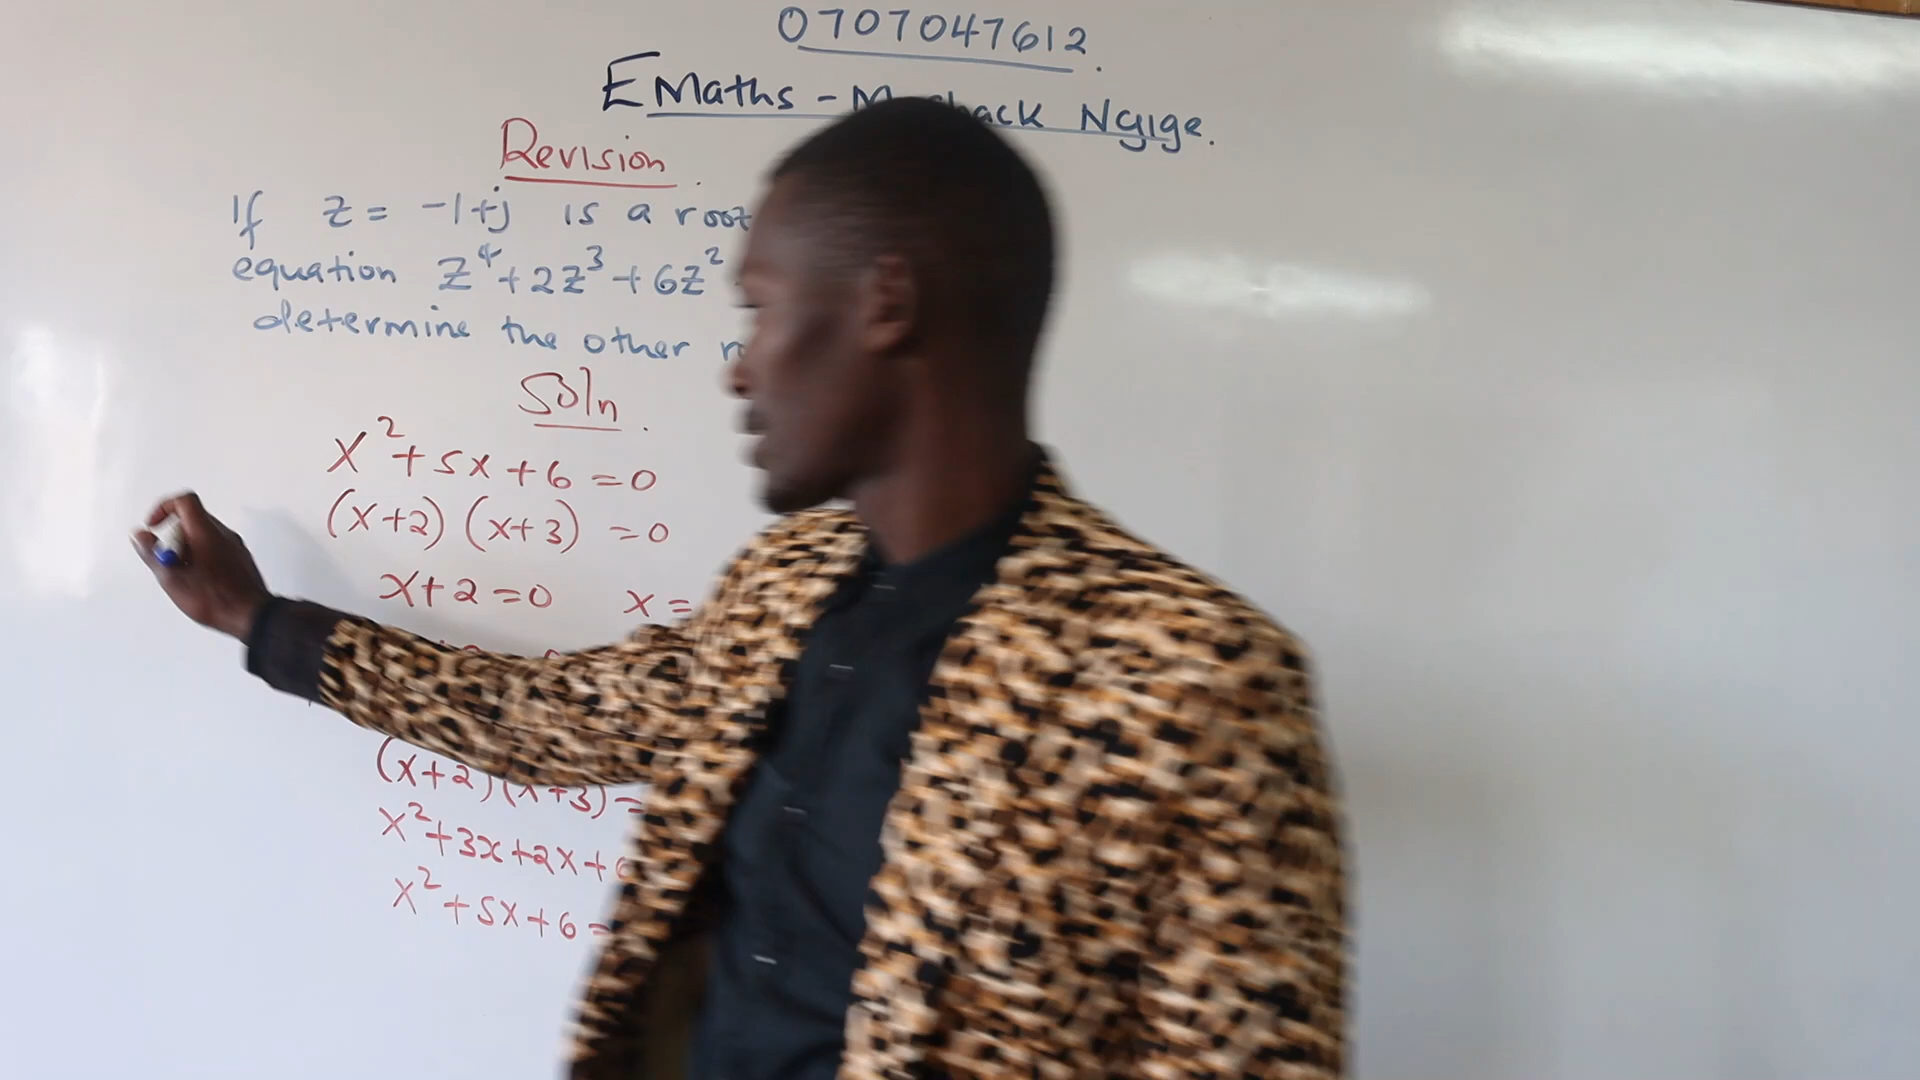 0707047612
EMaths - Ngige.
Revision
If z = -1+j is a root
equation z⁴+2z³+6z²
determine the other
Soln
x²+5x+6=0
(x+2)(x+3)=0
x+2=0 x=
(x+2)(x+3)=
x²+3x+2x+6
x²+5x+6=